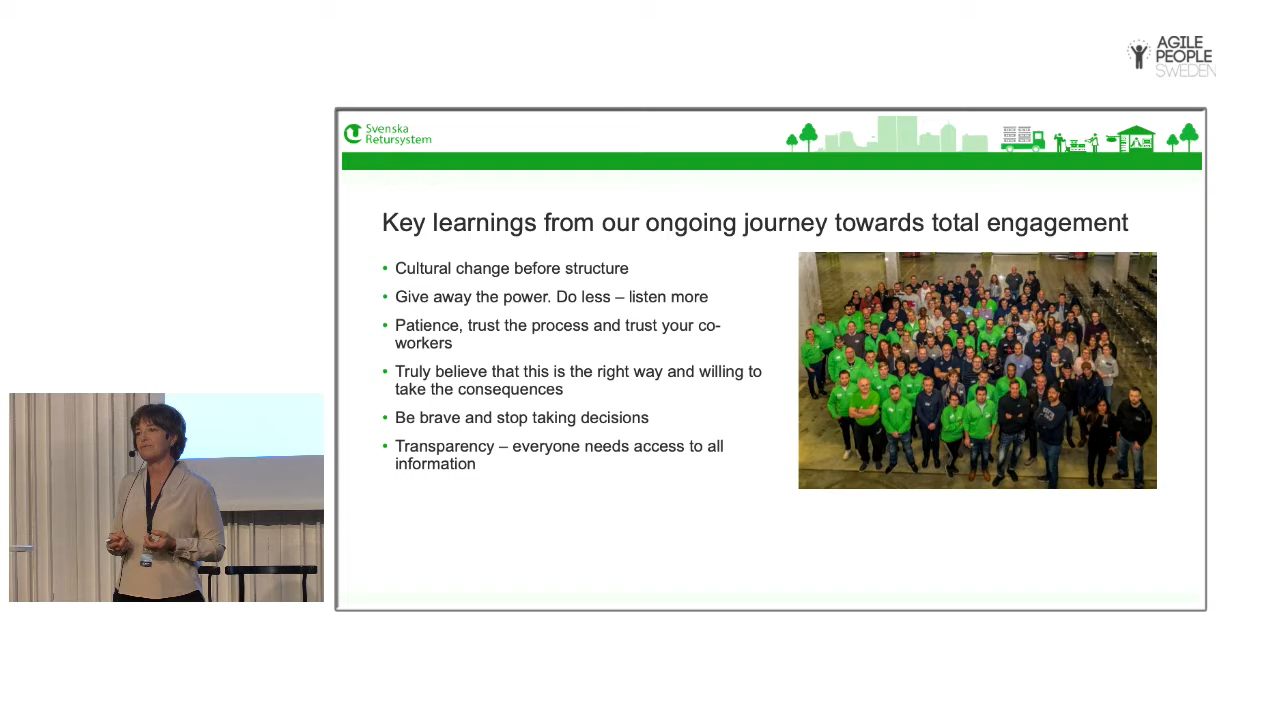 AGILE
PEOPLE
SWEDEN
Svenska
Retursystem
Key learnings from our ongoing journey towards total engagement
• Cultural change before structure
• Give away the power. Do less – listen more
• Patience, trust the process and trust your co-
workers
• Truly believe that this is the right way and willing to
take the consequences
• Be brave and stop taking decisions
• Transparency – everyone needs access to all
information